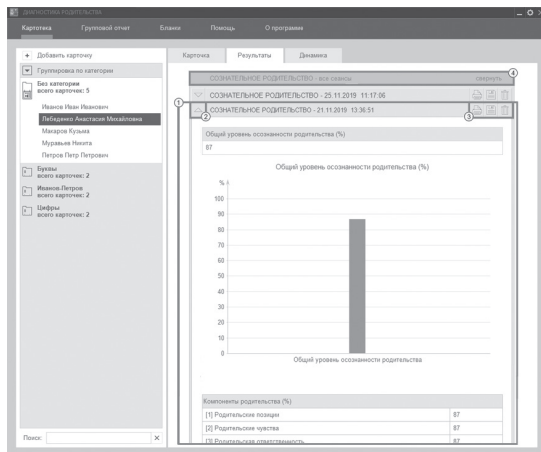 ДИАГНОСТИКА РОДИТЕЛЬСТВА
Картотека Групповой отчет Бланки Помощь О программе
+ Добавить карточку
Группировка по категории
Без категории
всего карточек: 5
Иванов Иван Иванович
Лебеденко Анастасия Михайловна
Макаров Кузьма
Муравьев Никита
Петров Петр Петрович
Буквы
всего карточек: 2
Иванов-Петров
всего карточек: 2
Цифры
всего карточек: 2
Поиск:
Карточка Результаты Динамика
СОЗНАТЕЛЬНОЕ РОДИТЕЛЬСТВО - все сеансы свернуть 4
1 СОЗНАТЕЛЬНОЕ РОДИТЕЛЬСТВО - 25.11.2019 11:17:06
2 СОЗНАТЕЛЬНОЕ РОДИТЕЛЬСТВО - 21.11.2019 13:36:51 3
Общий уровень осознанности родительства (%)
87
Общий уровень осознанности родительства (%)
%
100
90
80
70
60
50
40
30
20
10
0
Общий уровень осознанности родительства
Компоненты родительства (%)
[1] Родительские позиции 87
[2] Родительские чувства 87
[3] Родительская ответственность 87